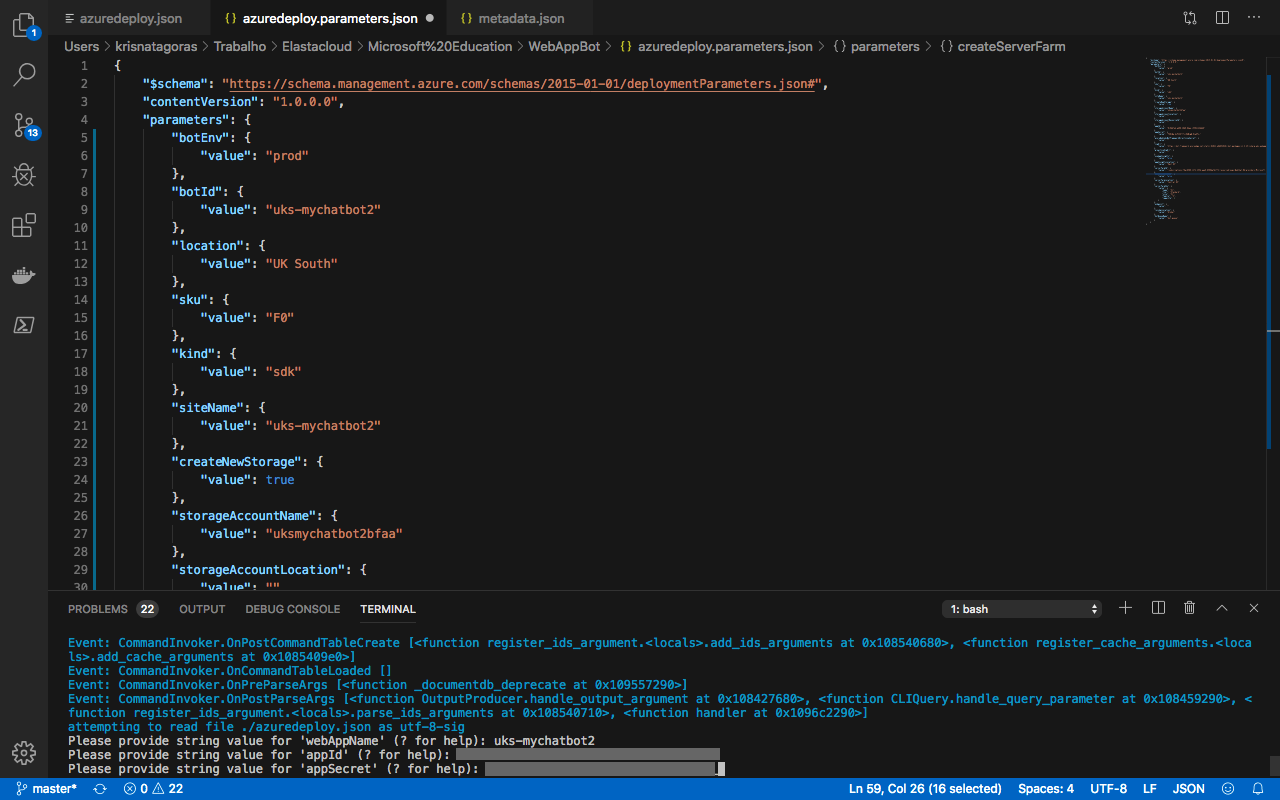 azuredeploy.json
{} azuredeploy.parameters.json
{} metadata.json
1
Users > krisnatagoras > Trabalho > Elastacloud > Microsoft%20Education > WebAppBot > {} azuredeploy.parameters.json > {} parameters > {} createServerFarm
13
1 {
2 "$schema": "https://schema.management.azure.com/schemas/2015-01-01/deploymentParameters.json#",
3 "contentVersion": "1.0.0.0",
4 "parameters": {
5 "botEnv": {
6 "value": "prod"
7 },
8 "botId": {
9 "value": "uks-mychatbot2"
10 },
11 "location": {
12 "value": "UK South"
13 },
14 "sku": {
15 "value": "F0"
16 },
17 "kind": {
18 "value": "sdk"
19 },
20 "siteName": {
21 "value": "uks-mychatbot2"
22 },
23 "createNewStorage": {
24 "value": true
25 },
26 "storageAccountName": {
27 "value": "uksmychatbot2bfaa"
28 },
29 "storageAccountLocation": {
30 "value": ""
PROBLEMS 22 OUTPUT DEBUG CONSOLE TERMINAL 1: bash
Event: CommandInvoker.OnPostCommandTableCreate [<function register_ids_argument.<locals>.add_ids_arguments at 0x108540680>, <function register_cache_arguments.<loca
ls>.add_cache_arguments at 0x1085409e0>]
Event: CommandInvoker.OnCommandTableLoaded []
Event: CommandInvoker.OnPreParseArgs [<function _documentdb_deprecate at 0x109557290>]
Event: CommandInvoker.OnPostParseArgs [<function OutputProducer.handle_output_argument at 0x108427680>, <function CLIQuery.handle_query_parameter at 0x108459290>, <
function register_ids_argument.<locals>.parse_ids_arguments at 0x108540710>, <function handler at 0x1096c2290>]
attempting to read file ./azuredeploy.json as utf-8-sig
Please provide string value for 'webAppName' (? for help): uks-mychatbot2
Please provide string value for 'appId' (? for help):
Please provide string value for 'appSecret' (? for help):
master* 0 22 Ln 59, Col 26 (16 selected) Spaces: 4 UTF-8 LF JSON